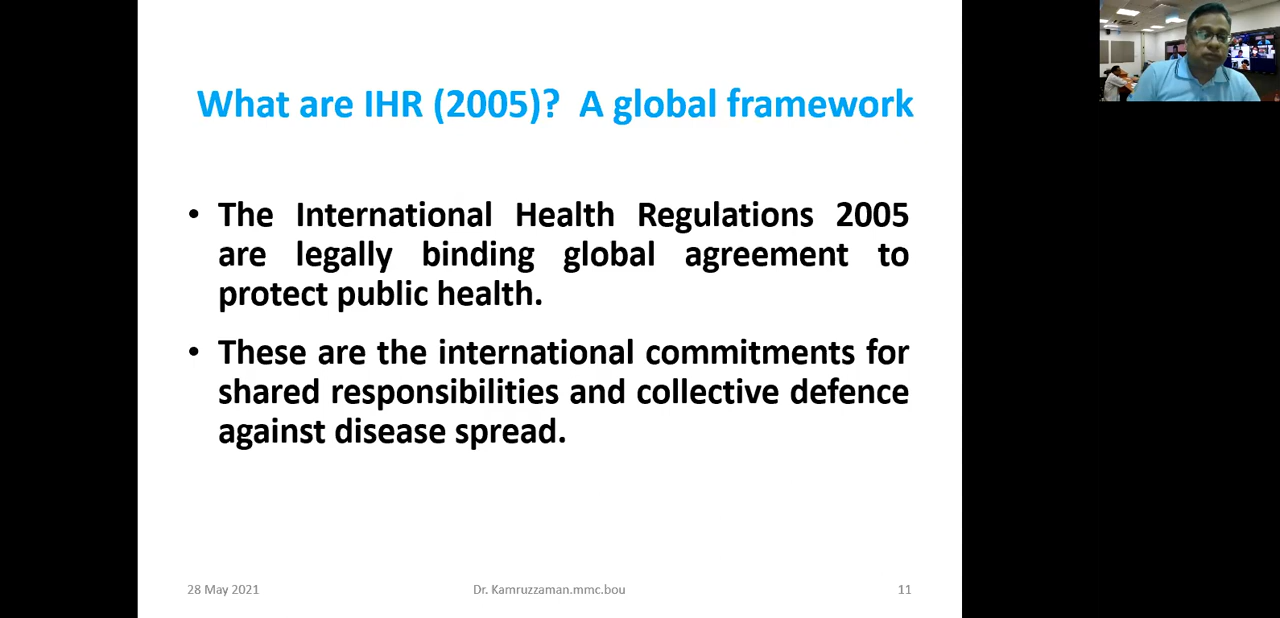 What are IHR (2005)? A global framework
• The International Health Regulations 2005
are legally binding global agreement to
protect public health.
• These are the international commitments for
shared responsibilities and collective defence
against disease spread.
28 May 2021 Dr. Kamruzzaman.mmc.bou 11